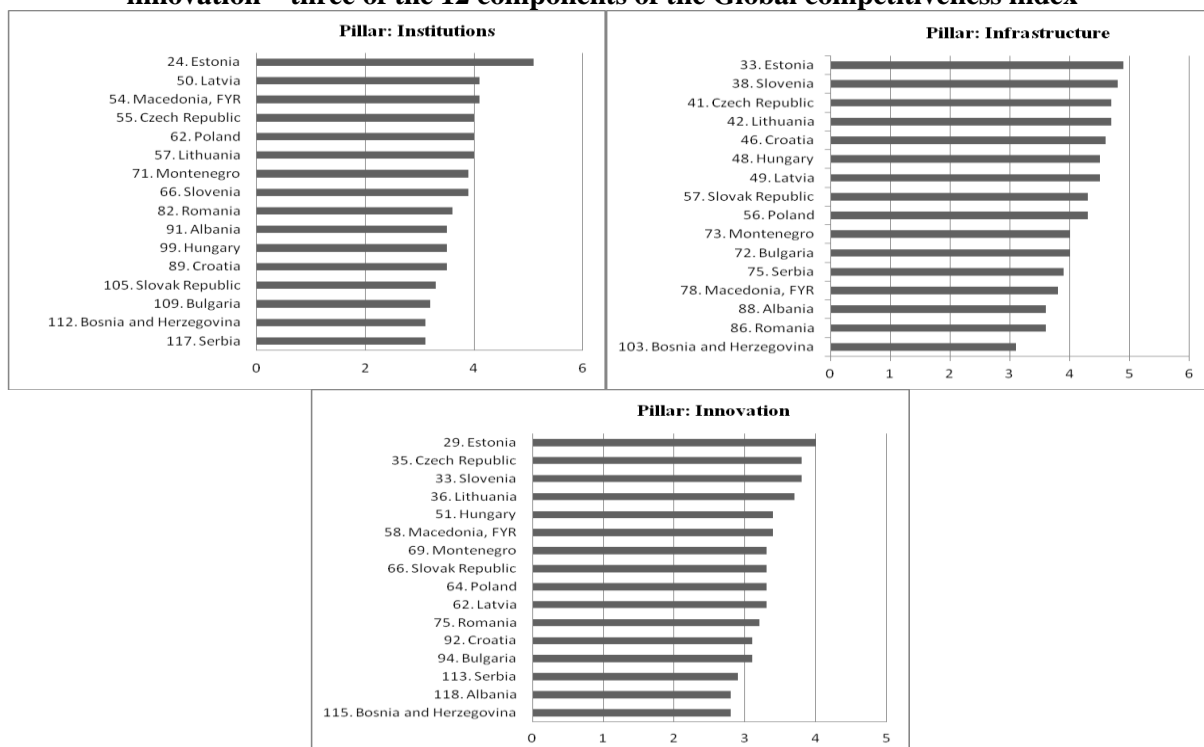 innovation – three of the 12 components of the Global competitiveness index
Pillar: Institutions
24. Estonia
50. Latvia
54. Macedonia, FYR
55. Czech Republic
62. Poland
57. Lithuania
71. Montenegro
66. Slovenia
82. Romania
91. Albania
99. Hungary
89. Croatia
105. Slovak Republic
109. Bulgaria
112. Bosnia and Herzegovina
117. Serbia
0 2 4 6
Pillar: Infrastructure
33. Estonia
38. Slovenia
41. Czech Republic
42. Lithuania
46. Croatia
48. Hungary
49. Latvia
57. Slovak Republic
56. Poland
73. Montenegro
72. Bulgaria
75. Serbia
78. Macedonia, FYR
88. Albania
86. Romania
103. Bosnia and Herzegovina
0 1 2 3 4 5 6
Pillar: Innovation
29. Estonia
35. Czech Republic
33. Slovenia
36. Lithuania
51. Hungary
58. Macedonia, FYR
69. Montenegro
66. Slovak Republic
64. Poland
62. Latvia
75. Romania
92. Croatia
94. Bulgaria
113. Serbia
118. Albania
115. Bosnia and Herzegovina
0 1 2 3 4 5